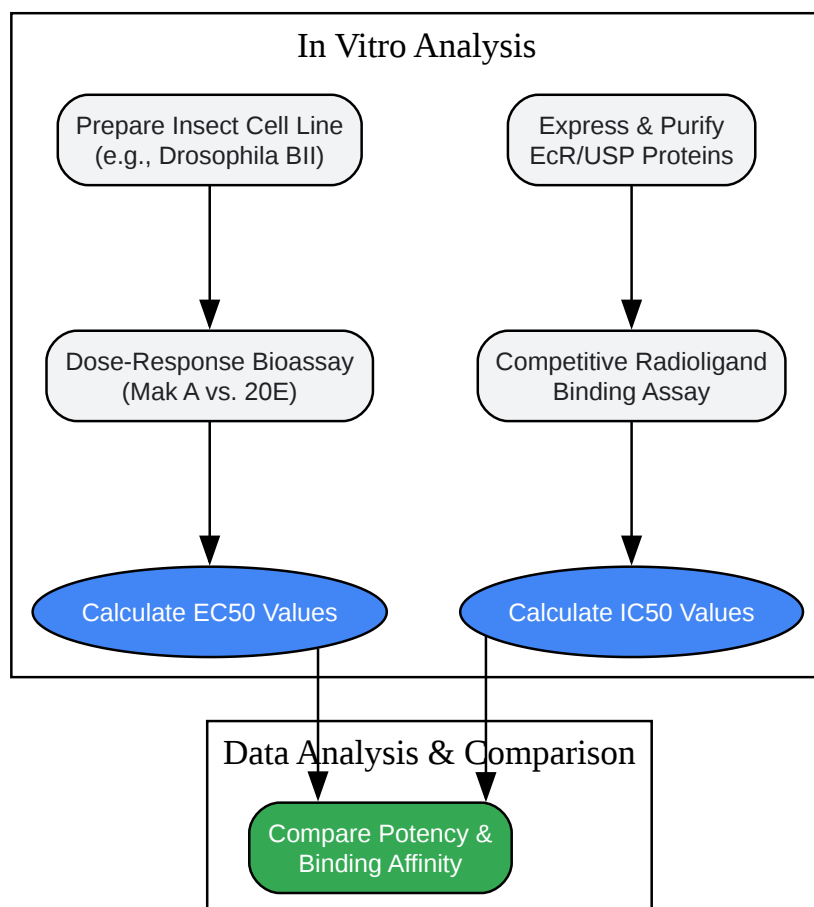 In Vitro Analysis
Prepare Insect Cell Line
(e.g., Drosophila BII)
Express & Purify
EcR/USP Proteins
Dose-Response Bioassay
(Mak A vs. 20E)
Competitive Radioligand
Binding Assay
Calculate EC50 Values
Calculate IC50 Values
Data Analysis & Comparison
Compare Potency &
Binding Affinity